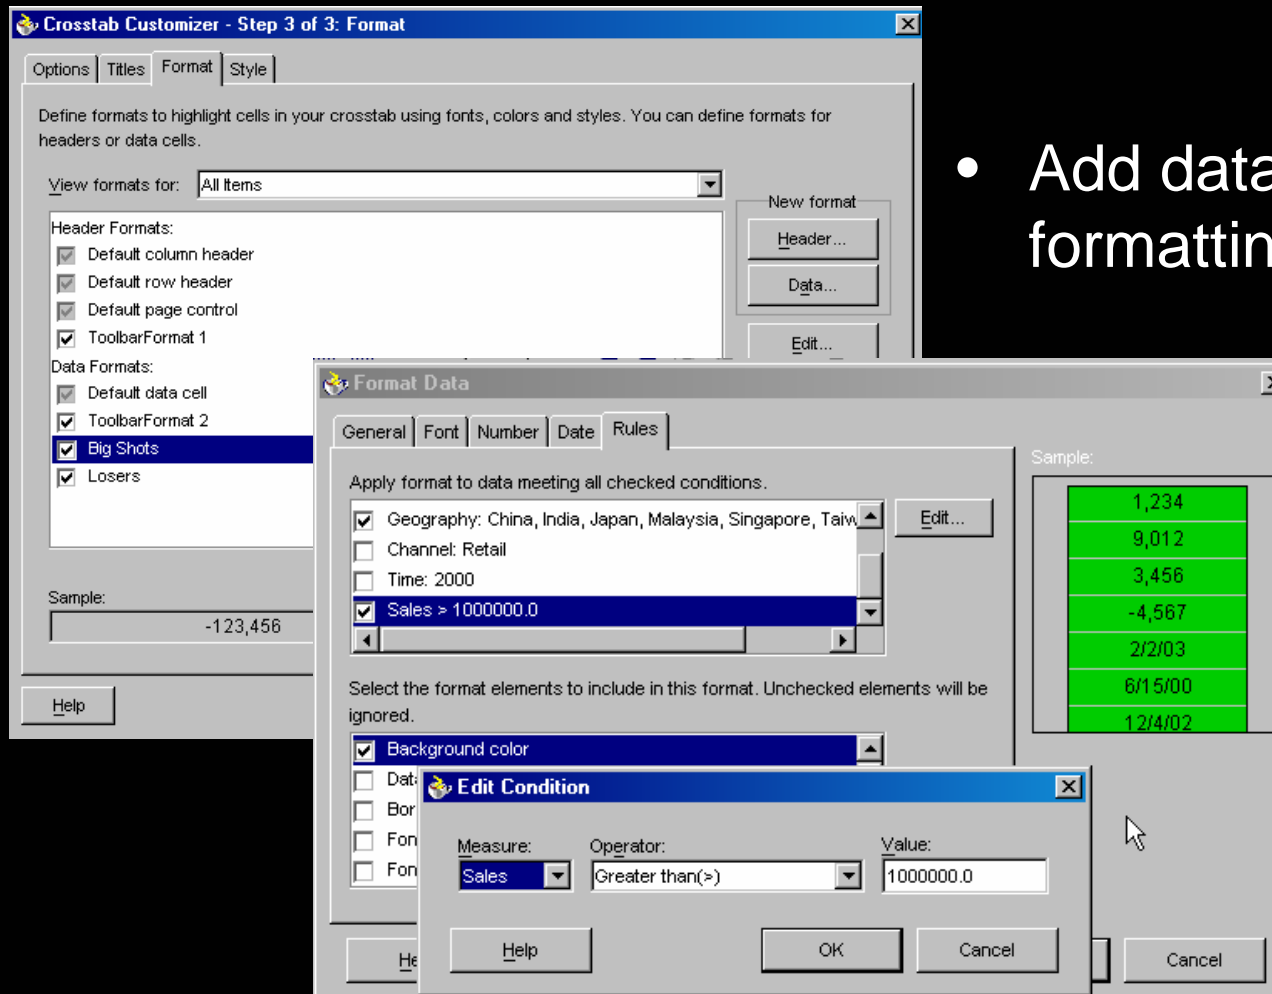 Crosstab Customizer - Step 3 of 3: Format
Options
Titles
Format
Style
Define formats to highlight cells in your crosstab using fonts, colors and styles. You can define formats for
headers or data cells.
View formats for:
All Items
Header Formats:
Default column header
Default row header
Default page control
ToolbarFormat 1
Data Formats:
Default data cell
ToolbarFormat 2
Big Shots
Losers
New format
Header...
Data...
Edit...
Sample:
-123,456
Help
• Add data
formattin
Format Data
General
Font
Number
Date
Rules
Apply format to data meeting all checked conditions.
Geography: China, India, Japan, Malaysia, Singapore, Taiw
Channel: Retail
Time: 2000
Sales > 1000000.0
Edit...
Select the format elements to include in this format. Unchecked elements will be
ignored.
Background color
Dat
Bor
Fon
Fon
Sample:
1,234
9,012
3,456
-4,567
2/2/03
6/15/00
12/4/02
He
Cancel
Edit Condition
Measure:
Operator:
Value:
Sales
Greater than(>)
1000000.0
Help
OK
Cancel